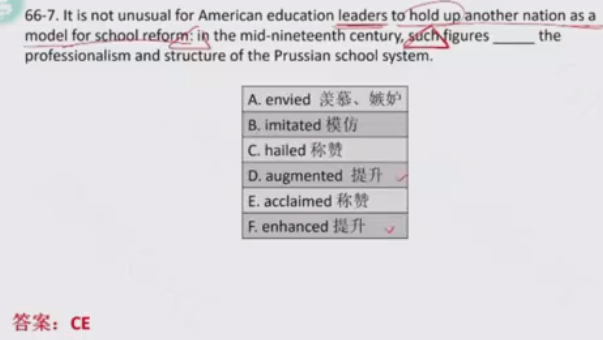 66-7. It is not unusual for American education leaders to hold up another nation as a
model for school reform: in the mid-nineteenth century, such figures _____ the
professionalism and structure of the Prussian school system.
A. envied 羡慕、嫉妒
B. imitated 模仿
C. hailed 称赞
D. augmented 提升
E. acclaimed 称赞
F. enhanced 提升
答案：CE